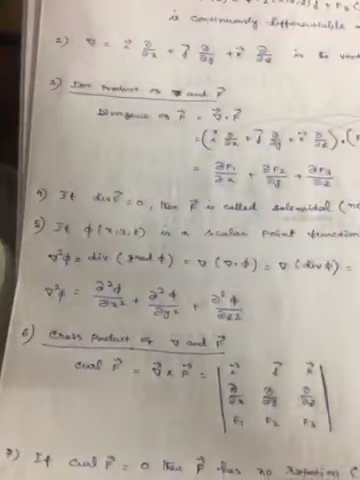 is continuously differentiable
2) ∇ = i⃗ ∂/∂x + j⃗ ∂/∂y + k⃗ ∂/∂z is
3) Dot Product of ∇ and F⃗
Divergence of F⃗ = ∇⃗ . F⃗
= (i⃗ ∂/∂x + j⃗ ∂/∂y + k⃗ ∂/∂z) . (
= ∂F₁/∂x + ∂F₂/∂y + ∂F₃/∂z
4) If div F⃗ = 0, then F⃗ is called solenoidal (
5) If φ(x,y,z) is a scalar point function
∇²φ = div (grad φ) = ∇ (∇ . φ) = ∇ (div φ) =
∇²φ = ∂²φ/∂x² + ∂²φ/∂y² + ∂²φ/∂z²
6) Cross Product of ∇ and F⃗
curl F⃗ = ∇⃗ x F⃗ = | i⃗ j⃗ k⃗ |
| ∂/∂x ∂/∂y ∂/∂z |
| F₁ F₂ F₃ |
7) If curl F⃗ = 0 then F⃗ has no rotation (